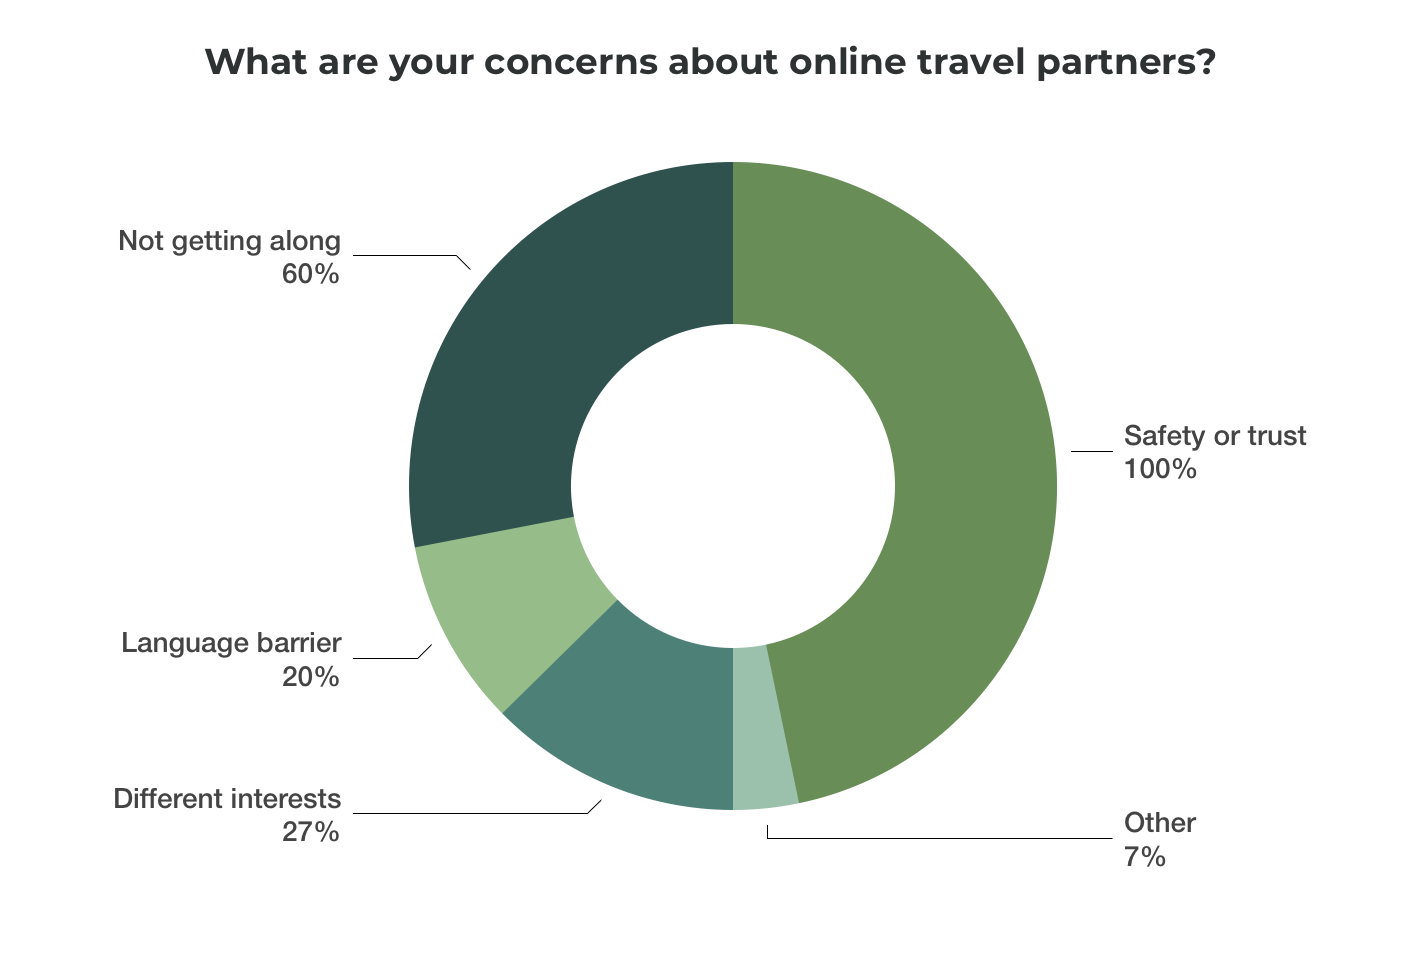 What are your concerns about online travel partners?
Not getting along
60%
Safety or trust
100%
Language barrier
20%
Different interests
27%
Other
7%